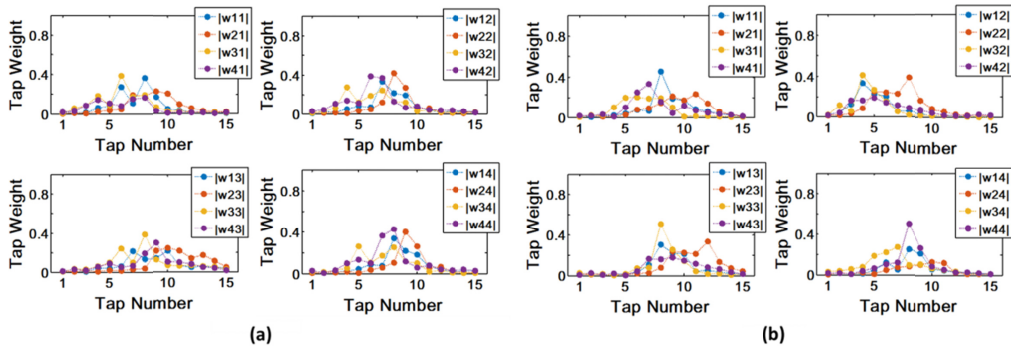 Tap Weight
0.8
0.4
0
1 5 10 15
Tap Number
|w11|
|w21|
|w31|
|w41|
Tap Weight
0.8
0.4
0
1 5 10 15
Tap Number
|w12|
|w22|
|w32|
|w42|
Tap Weight
0.8
0.4
0
1 5 10 15
Tap Number
|w11|
|w21|
|w31|
|w41|
Tap Weight
0.8
0.4
0
1 5 10 15
Tap Number
|w12|
|w22|
|w32|
|w42|
Tap Weight
0.8
0.4
0
1 5 10 15
Tap Number
|w13|
|w23|
|w33|
|w43|
Tap Weight
0.8
0.4
0
1 5 10 15
Tap Number
|w14|
|w24|
|w34|
|w44|
Tap Weight
0.8
0.4
0
1 5 10 15
Tap Number
|w13|
|w23|
|w33|
|w43|
Tap Weight
0.8
0.4
0
1 5 10 15
Tap Number
|w14|
|w24|
|w34|
|w44|
(a)
(b)